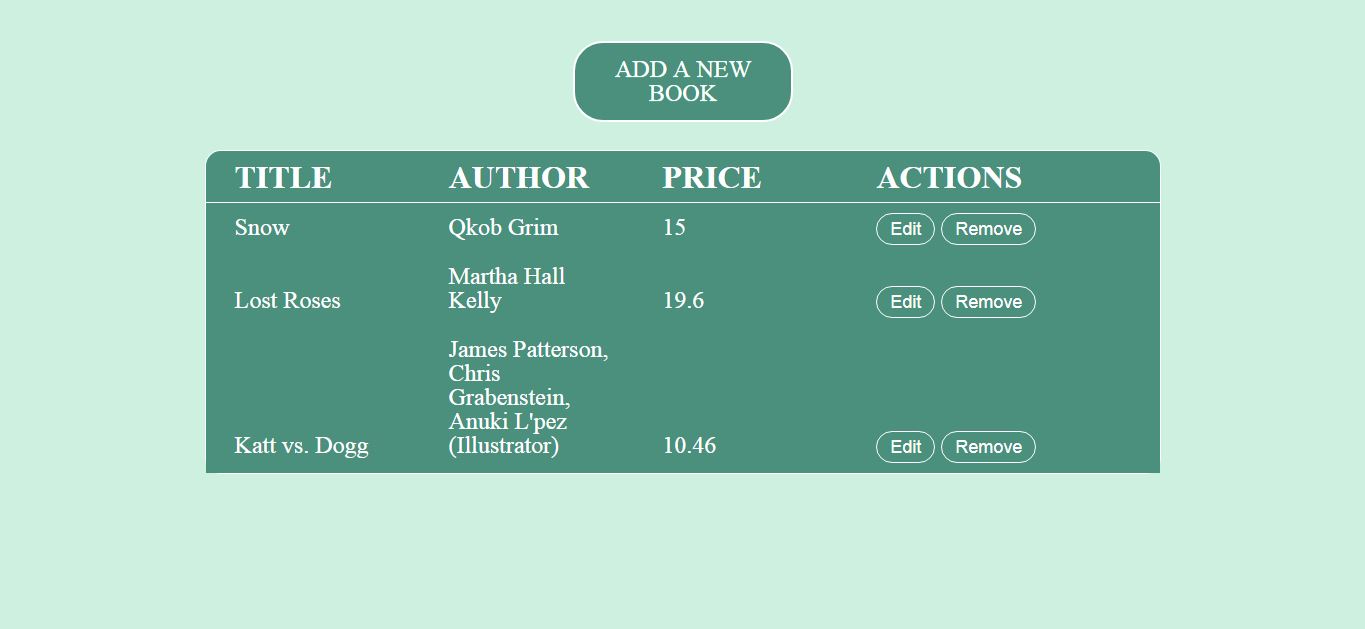 ADD A NEW
BOOK
TITLE AUTHOR PRICE ACTIONS
Snow Qkob Grim 15 Edit Remove
Martha Hall
Lost Roses Kelly 19.6 Edit Remove
James Patterson,
Chris
Grabenstein,
Anuki L'pez
Katt vs. Dogg (Illustrator) 10.46 Edit Remove